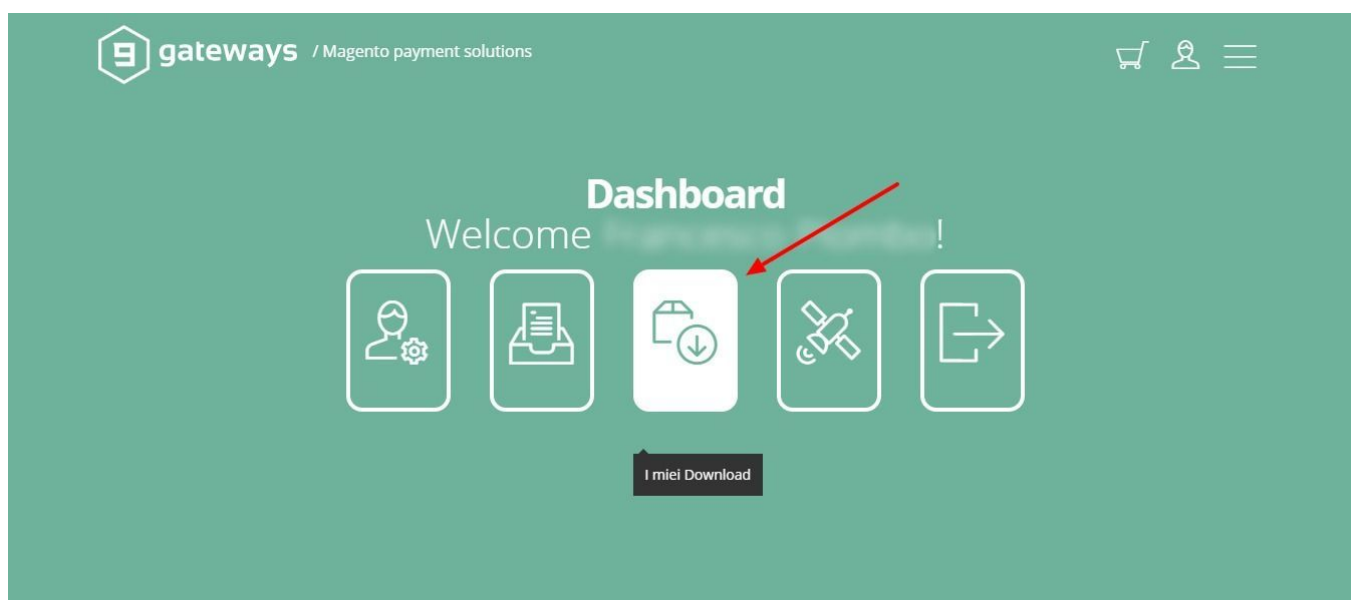 gateways / Magento payment solutions
Dashboard
Welcome !
I miei Download